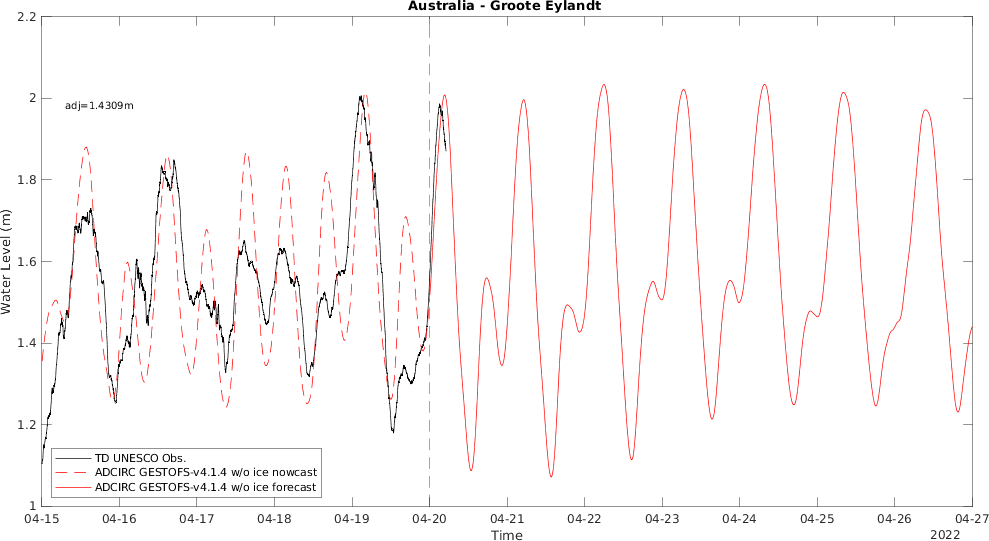 Australia - Groote Eylandt
2.2
2
1.8
1.6
1.4
1.2
1
Water Level (m)
adj=1.4309m
TD UNESCO Obs.
ADCIRC GESTOFS-v4.1.4 w/o ice nowcast
ADCIRC GESTOFS-v4.1.4 w/o ice forecast
04-15 04-16 04-17 04-18 04-19 04-20 04-21 04-22 04-23 04-24 04-25 04-26 04-27
Time
2022